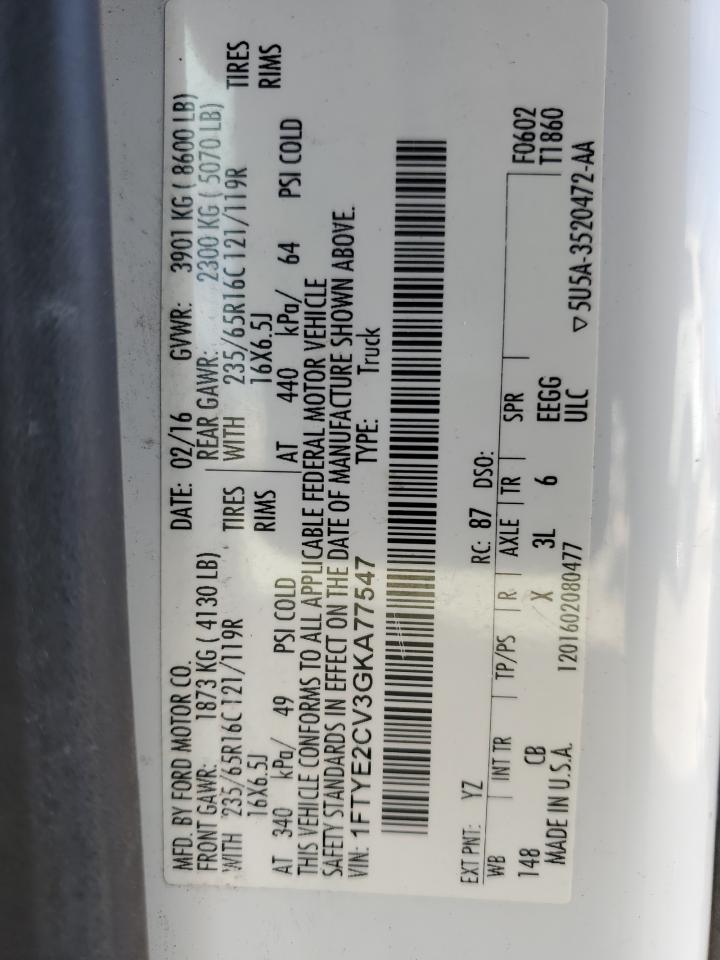 MFD. BY FORD MOTOR CO. DATE: 02/16 GVWR: 3901 KG ( 8600 LB)
FRONT GAWR: 1873 KG ( 4130 LB) REAR GAWR: 2300 KG ( 5070 LB)
WITH 235/65R16C 121/119R TIRES WITH 235/65R16C 121/119R TIRES
16X6.5J RIMS 16X6.5J RIMS
AT 340 kPa/ 49 PSI COLD AT 440 kPa/ 64 PSI COLD
THIS VEHICLE CONFORMS TO ALL APPLICABLE FEDERAL MOTOR VEHICLE
SAFETY STANDARDS IN EFFECT ON THE DATE OF MANUFACTURE SHOWN ABOVE.
VIN: 1FTYE2CV3GKA77547 TYPE: Truck
EXT PNT: YZ RC: 87 DSO:
WB INT TR TP/PS R AXLE TR SPR F0602
T1860
148 CB X 3L 6 EEGG
ULC
MADE IN U.S.A. 1201602080477 ▽ 5U5A-3520472-AA